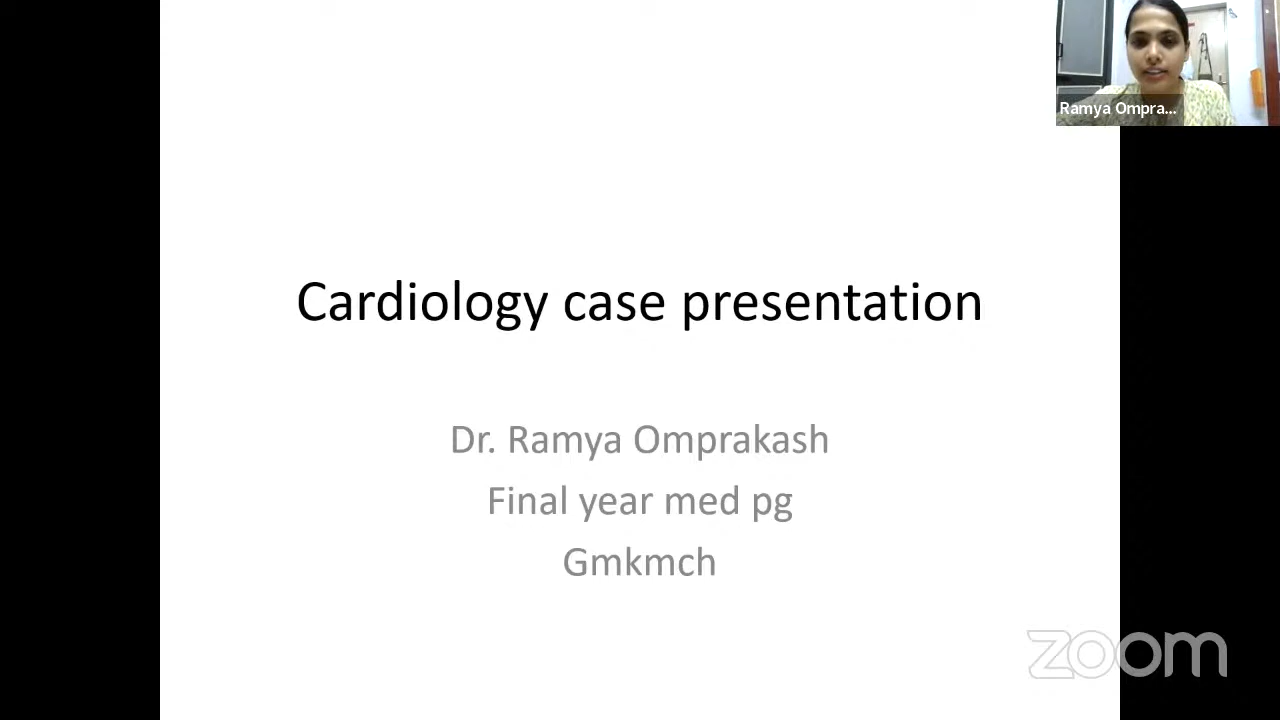 Ramya Ompra...
Cardiology case presentation
Dr. Ramya Omprakash
Final year med pg
Gmkmch
zoom